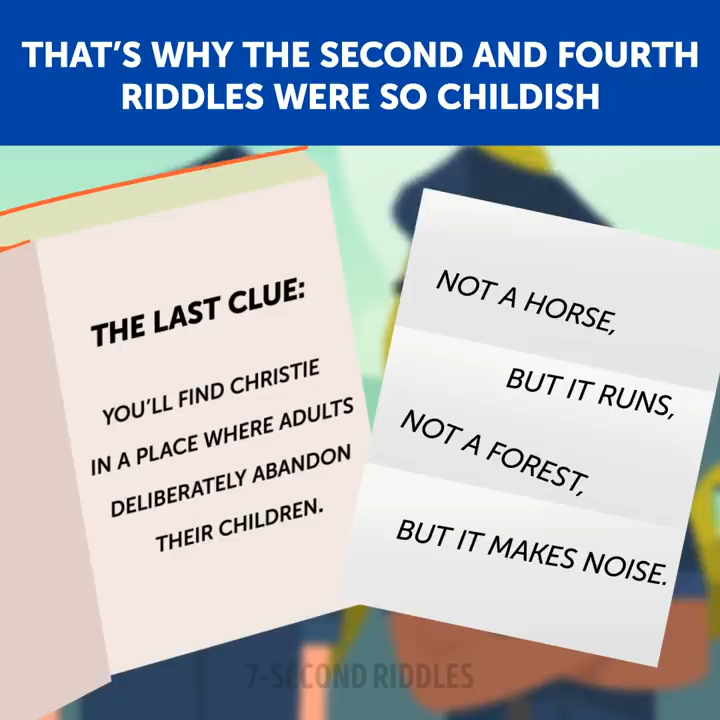 THAT'S WHY THE SECOND AND FOURTH
RIDDLES WERE SO CHILDISH
THE LAST CLUE:
YOU'LL FIND CHRISTIE
IN A PLACE WHERE ADULTS
DELIBERATELY ABANDON
THEIR CHILDREN.
NOT A HORSE,
BUT IT RUNS,
NOT A FOREST,
BUT IT MAKES NOISE.
7-SECOND RIDDLES